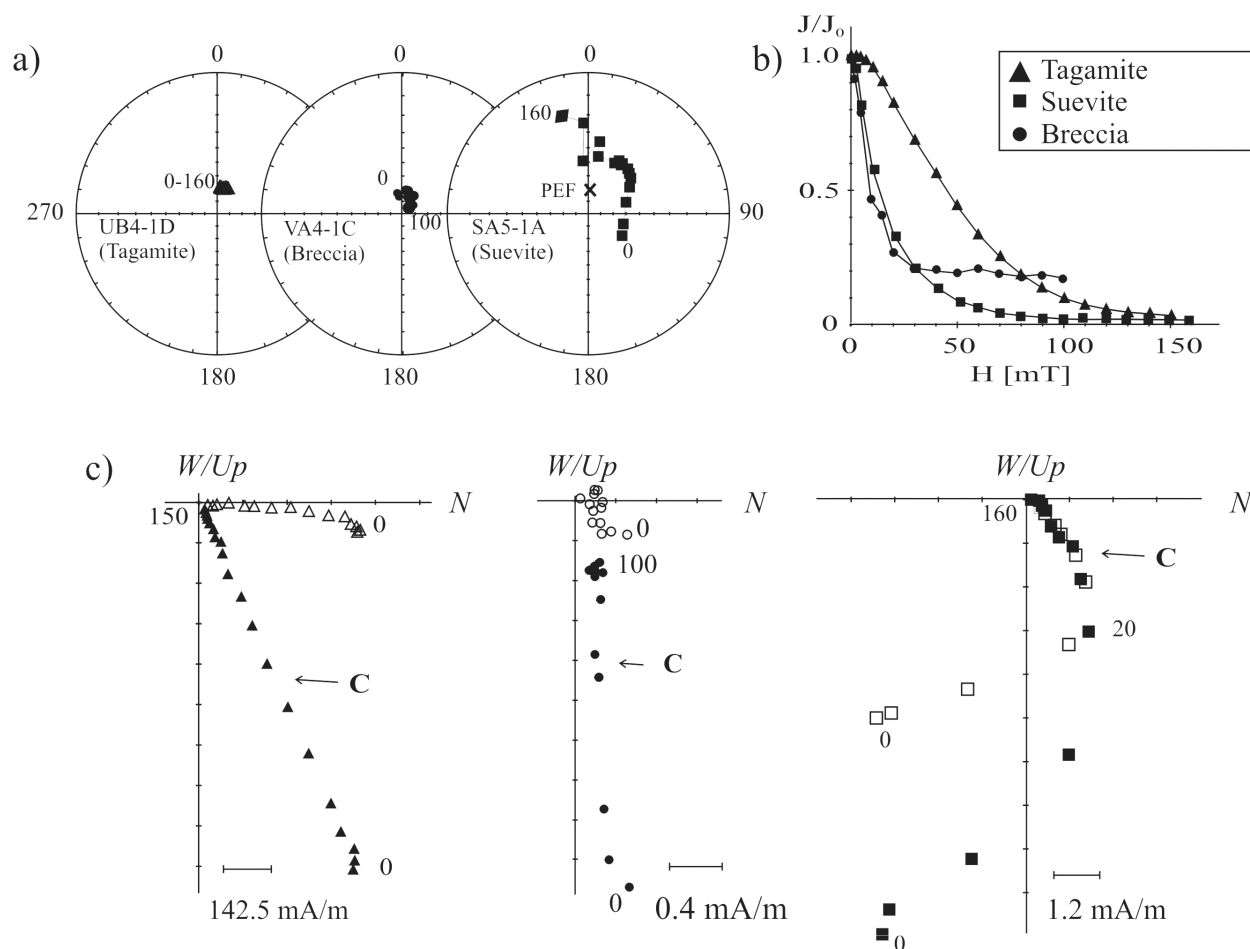 a)
0
0
0
270
90
0-160
UB4-1D
(Tagamite)
0
VA4-1C
(Breccia)
100
160
PEF
SA5-1A
(Suevite)
0
180
180
180
b)
J/Jo
1.0
0.5
0
0
50
100
150
H [mT]
Tagamite
Suevite
Breccia
c)
W/Up
N
150
0
C
0
142.5 mA/m
W/Up
N
0
100
C
0
0.4 mA/m
W/Up
N
160
C
20
0
0
1.2 mA/m